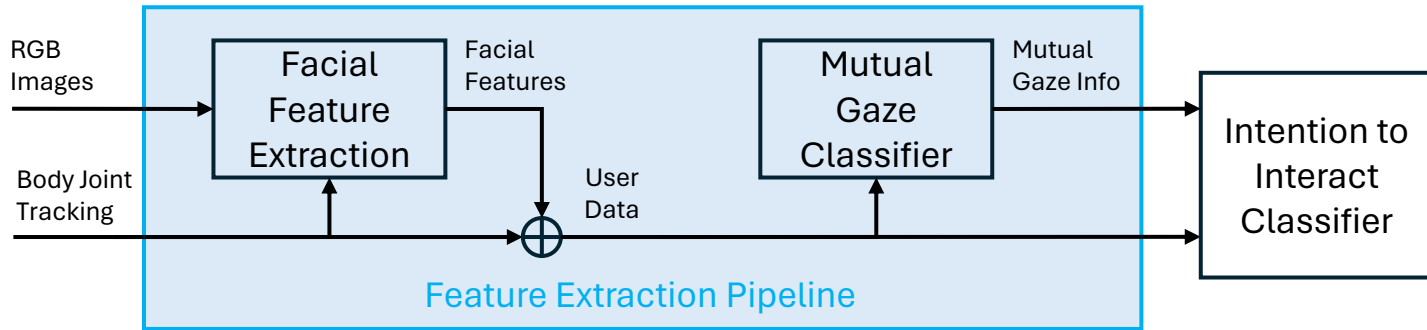 RGB
Images
Facial
Feature
Extraction
Facial
Features
Mutual
Gaze
Classifier
Mutual
Gaze Info
Intention to
Interact
Classifier
Body Joint
Tracking
User
Data
Feature Extraction Pipeline